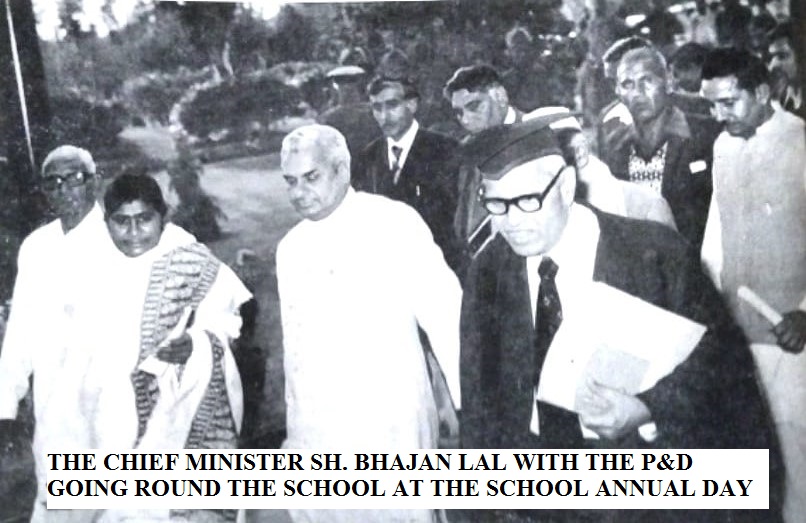 THE CHIEF MINISTER SH. BHAJAN LAL WITH THE P&D
GOING ROUND THE SCHOOL AT THE SCHOOL ANNUAL DAY